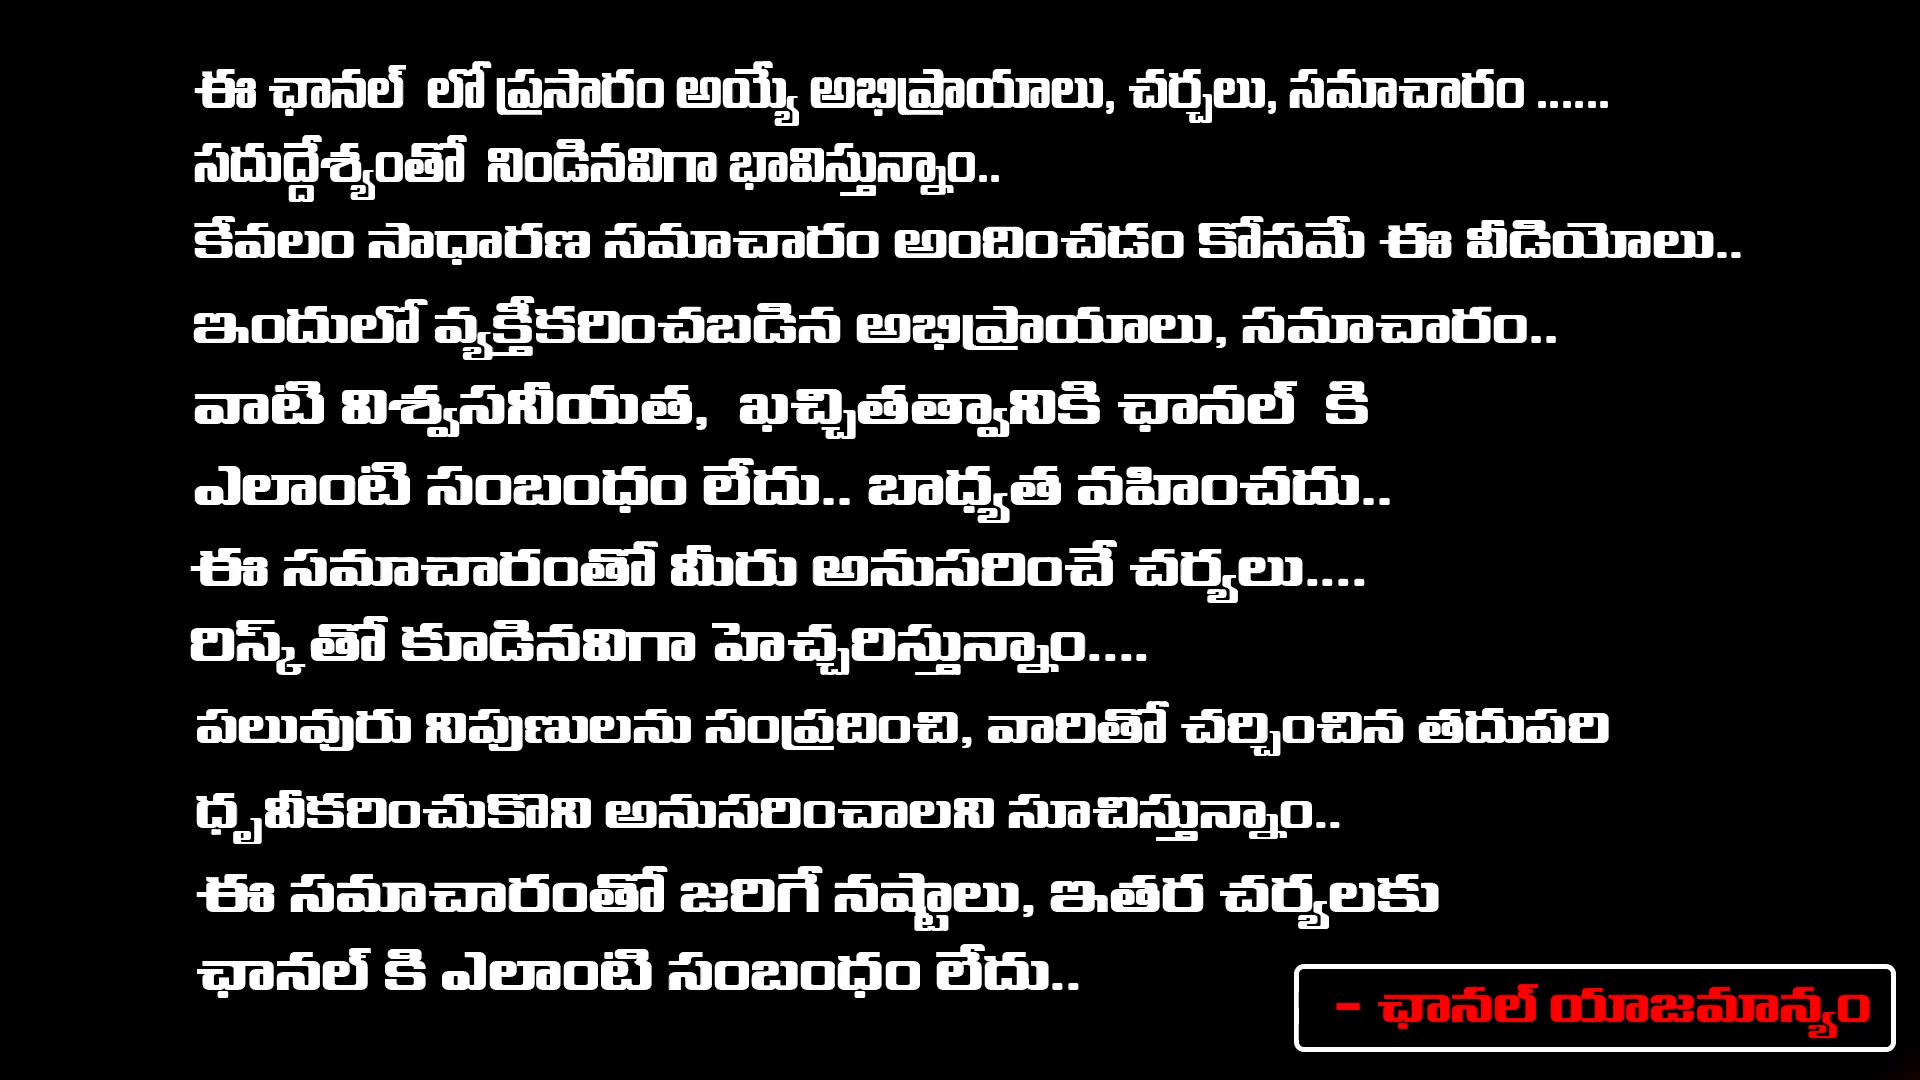 ఈ ఛానల్ లో ప్రసారం అయ్యే అభిప్రాయాలు, చర్చలు, సమాచారం ......
సదుద్దేశ్యంతో నిండినవిగా భావిస్తున్నాం..
కేవలం సాధారణ సమాచారం అందించడం కోసమే ఈ వీడియోలు..
ఇందులో వ్యక్తీకరించబడిన అభిప్రాయాలు, సమాచారం..
వాటి విశ్వసనీయత, ఖచ్చితత్వానికి ఛానల్ కి
ఎలాంటి సంబంధం లేదు.. బాధ్యత వహించదు..
ఈ సమాచారంతో మీరు అనుసరించే చర్యలు....
రిస్క్ తో కూడినవిగా హెచ్చరిస్తున్నాం....
పలువురు నిపుణులను సంప్రదించి, వారితో చర్చించిన తదుపరి
ధృవీకరించుకొని అనుసరించాలని సూచిస్తున్నాం..
ఈ సమాచారంతో జరిగే నష్టాలు, ఇతర చర్యలకు
ఛానల్ కి ఎలాంటి సంబంధం లేదు..
- ఛానల్ యాజమాన్యం